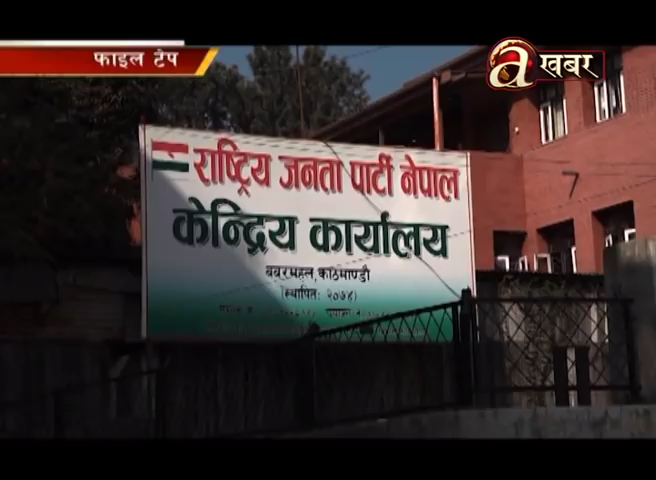 फाइल टेप
a खबर
राष्ट्रिय जनता पार्टी नेपाल
केन्द्रिय कार्यालय
बबरमहल, काठमाण्डौ
(स्थापितः २०७४)